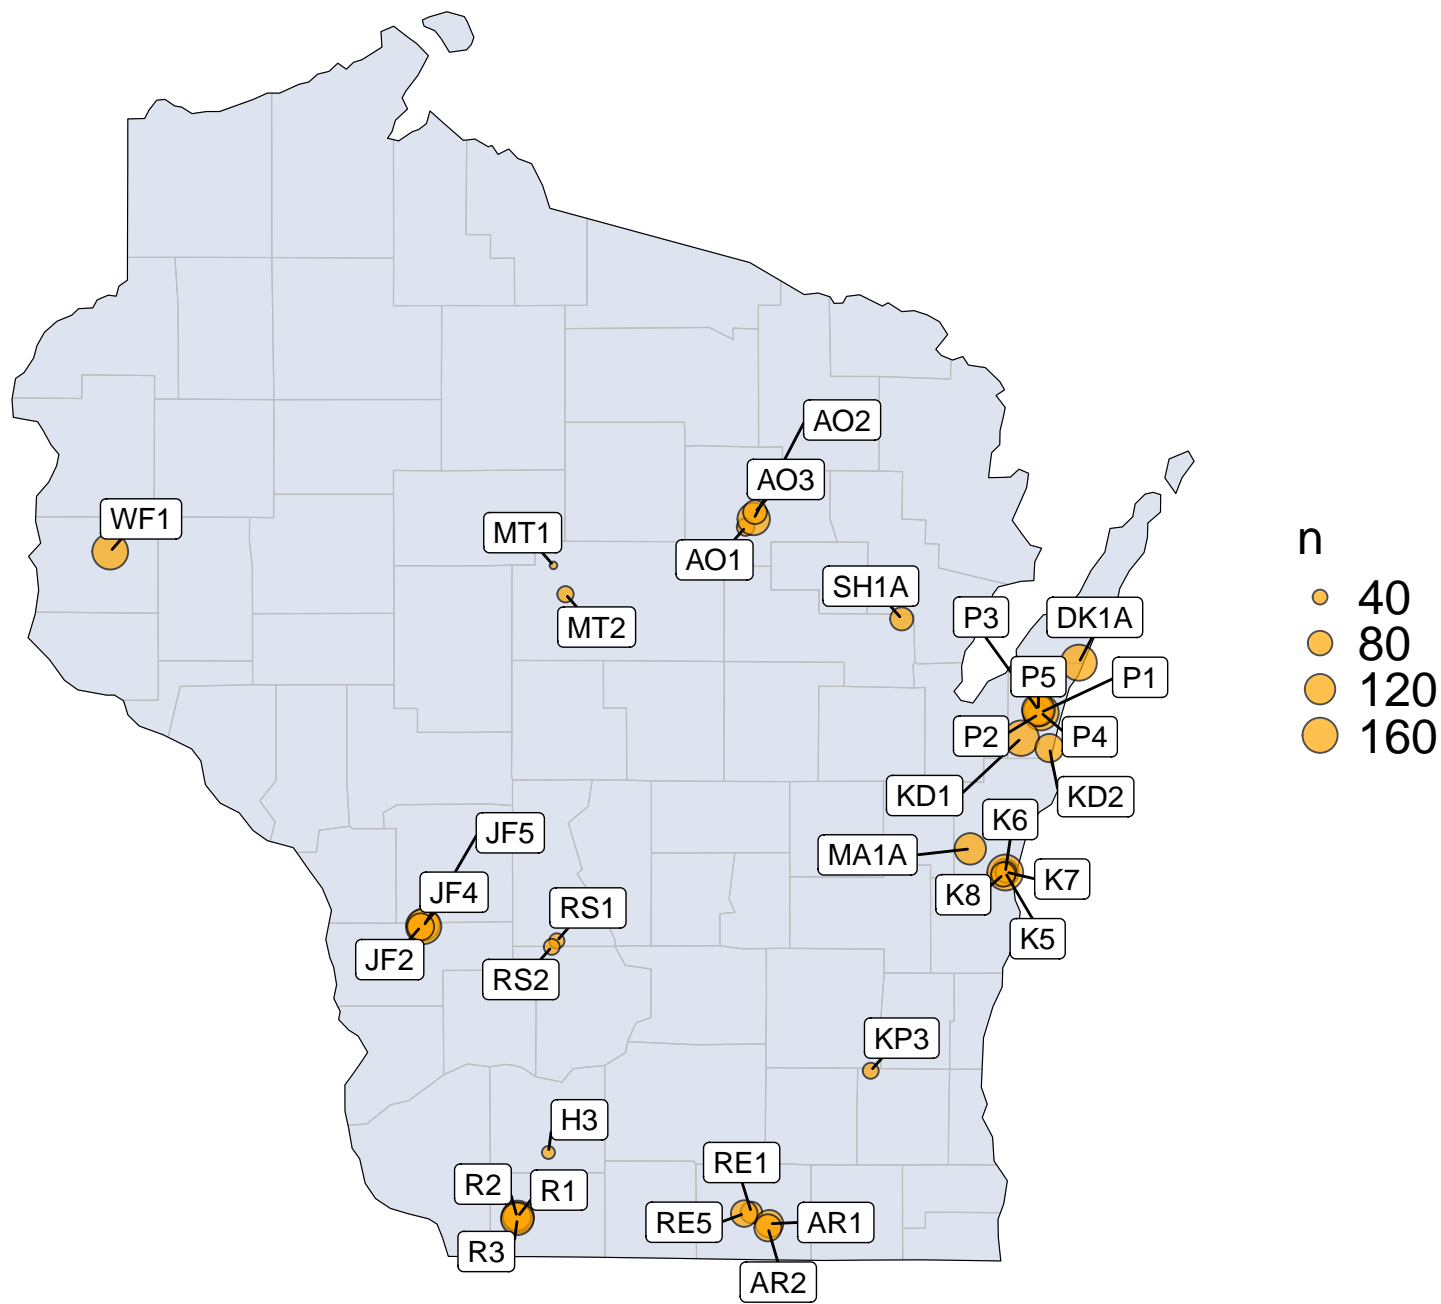 AO2
AO3
WF1
MT1
n
AO1
SH1A
40
P3
DK1A
MT2
80
P5
P1
120
P2
P4
160
KD1
KD2
K6
JF5
MA1A
K7
JF4
K8
RS1
K5
JF2
RS2
KP3
H3
RE1
R2
R1
RE5
AR1
R3
AR2